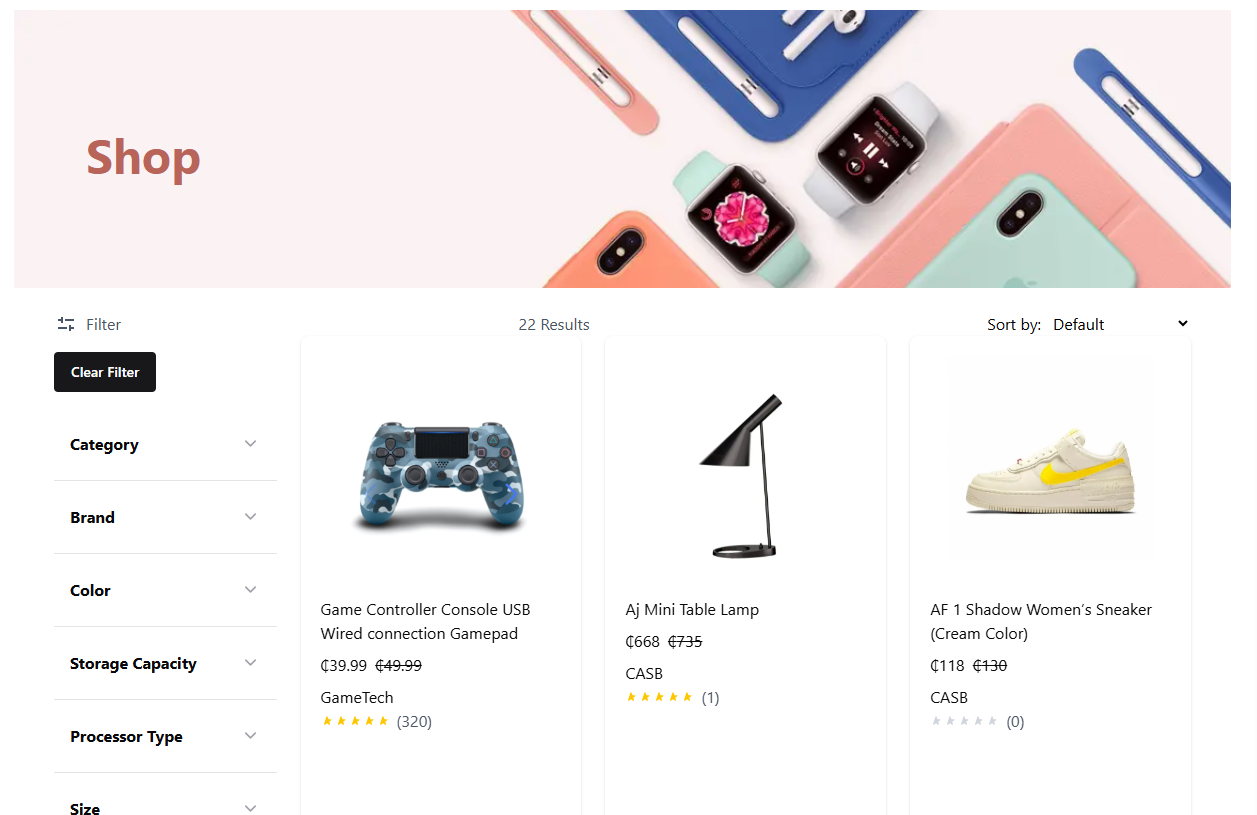 Shop
Filter
22 Results
Sort by: Default
Clear Filter
Category
Brand
Color
Storage Capacity
Processor Type
Size
Game Controller Console USB
Wired connection Gamepad
₵39.99 ₵49.99
GameTech
(320)
Aj Mini Table Lamp
₵668 ₵735
CASB
(1)
AF 1 Shadow Women's Sneaker
(Cream Color)
₵118 ₵130
CASB
(0)